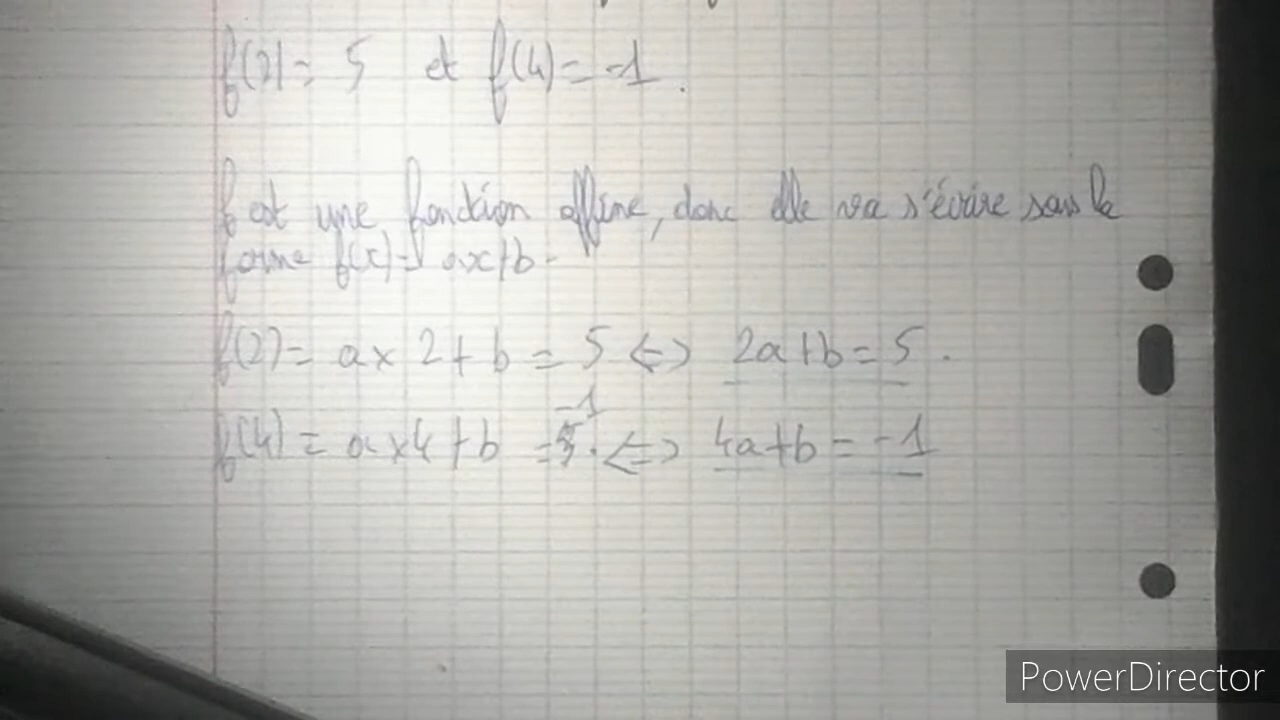 f(2) = 5 et f(4) = -1.
f est une fonction affine, donc elle va s'écrire sous la
forme f(x) = ax+b.
f(2) = a x 2 + b = 5 <=> 2a+b = 5.
f(4) = a x 4 + b = -1 . <=> 4a+b = -1
PowerDirector